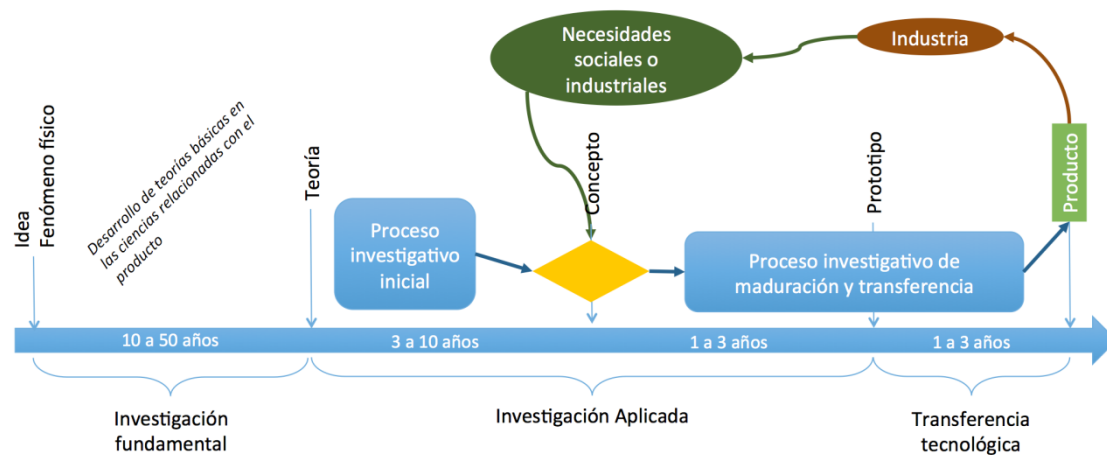 Necesidades
sociales o
industriales
Industria
Idea
Fenómeno físico
Desarrollo de teorías básicas en
las ciencias relacionadas con el
producto
Teoría
Concepto
Prototipo
Producto
Proceso
investigativo
inicial
Proceso investigativo de
maduración y transferencia
10 a 50 años
3 a 10 años
1 a 3 años
1 a 3 años
Investigación
fundamental
Investigación Aplicada
Transferencia
tecnológica